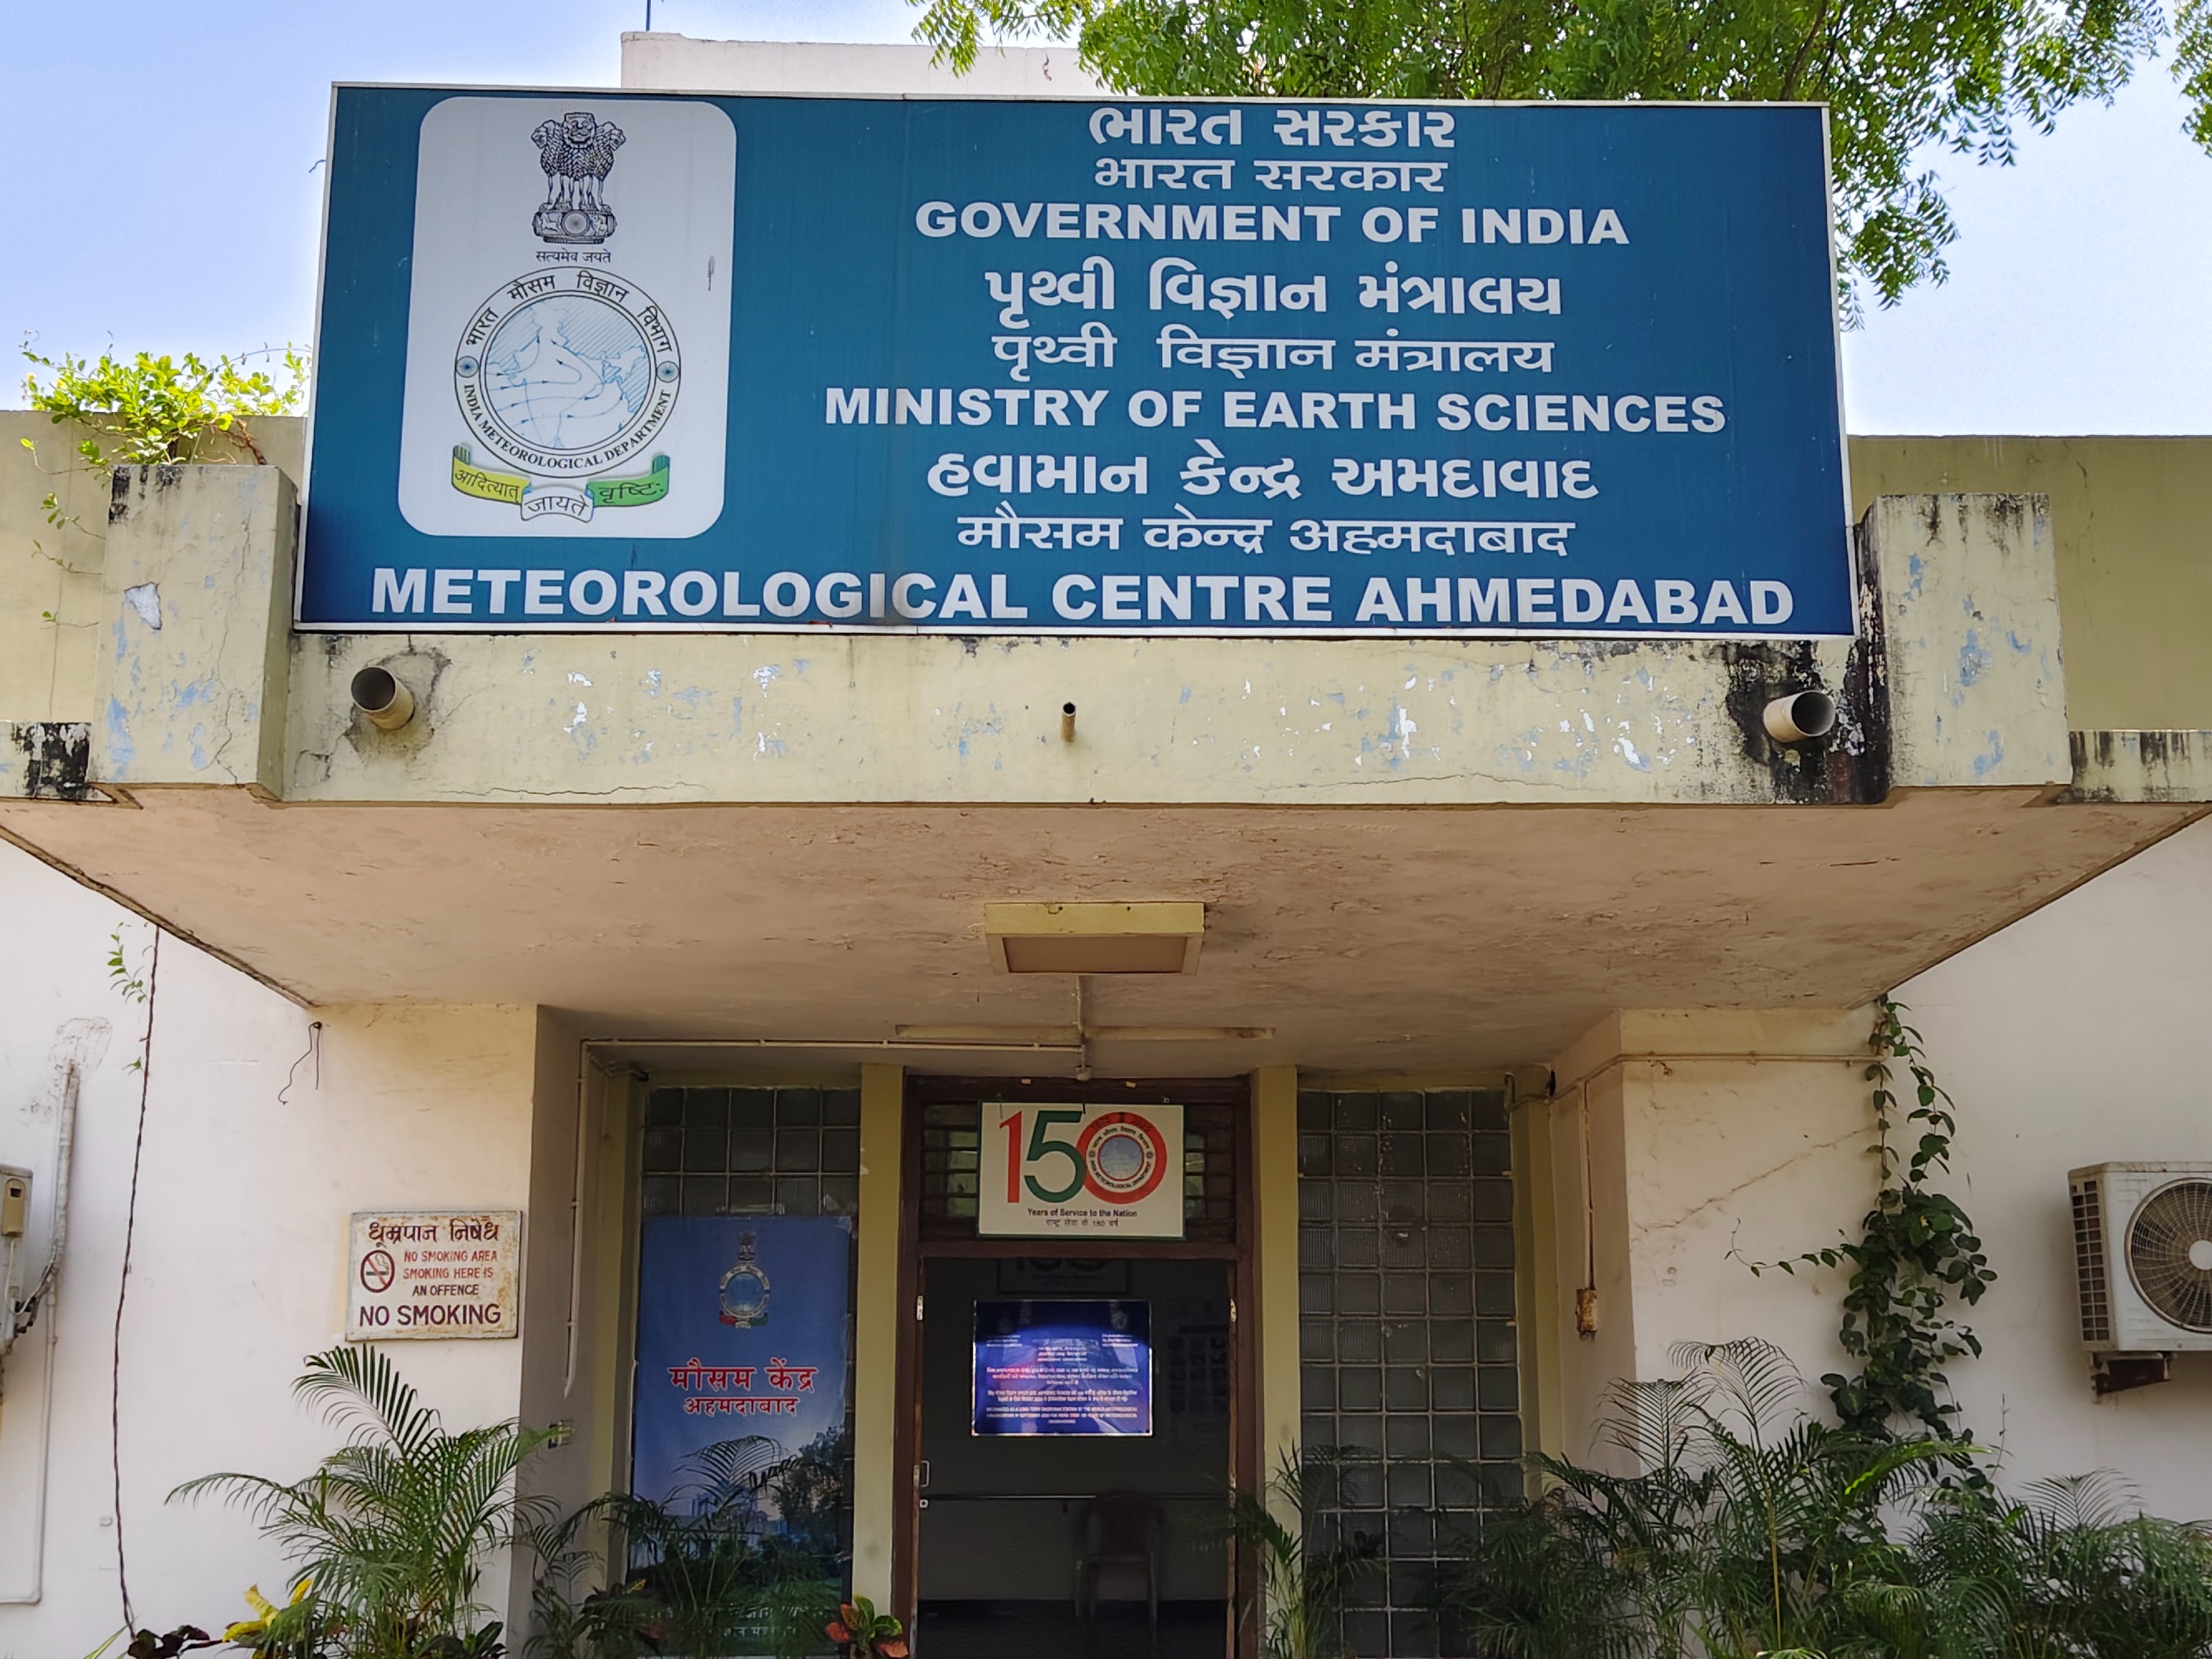 ભારત સરકાર
भारत सरकार
GOVERNMENT OF INDIA
પૃથ્વી વિજ્ઞાન મંત્રાલય
पृथ्वी विज्ञान मंत्रालय
MINISTRY OF EARTH SCIENCES
હવામાન કેન્દ્ર અમદાવાદ
मौसम केन्द्र अहमदाबाद
METEOROLOGICAL CENTRE AHMEDABAD
सत्यमेव जयते
भारत मौसम विज्ञान विभाग
INDIA METEOROLOGICAL DEPARTMENT
आदित्यात् जायते वृष्टि:
150
Years of Service to the Nation
राष्ट्र सेवा के 150 वर्ष
धूम्रपान निषेध
NO SMOKING AREA
SMOKING HERE IS
AN OFFENCE
NO SMOKING
मौसम केंद्र
अहमदाबाद